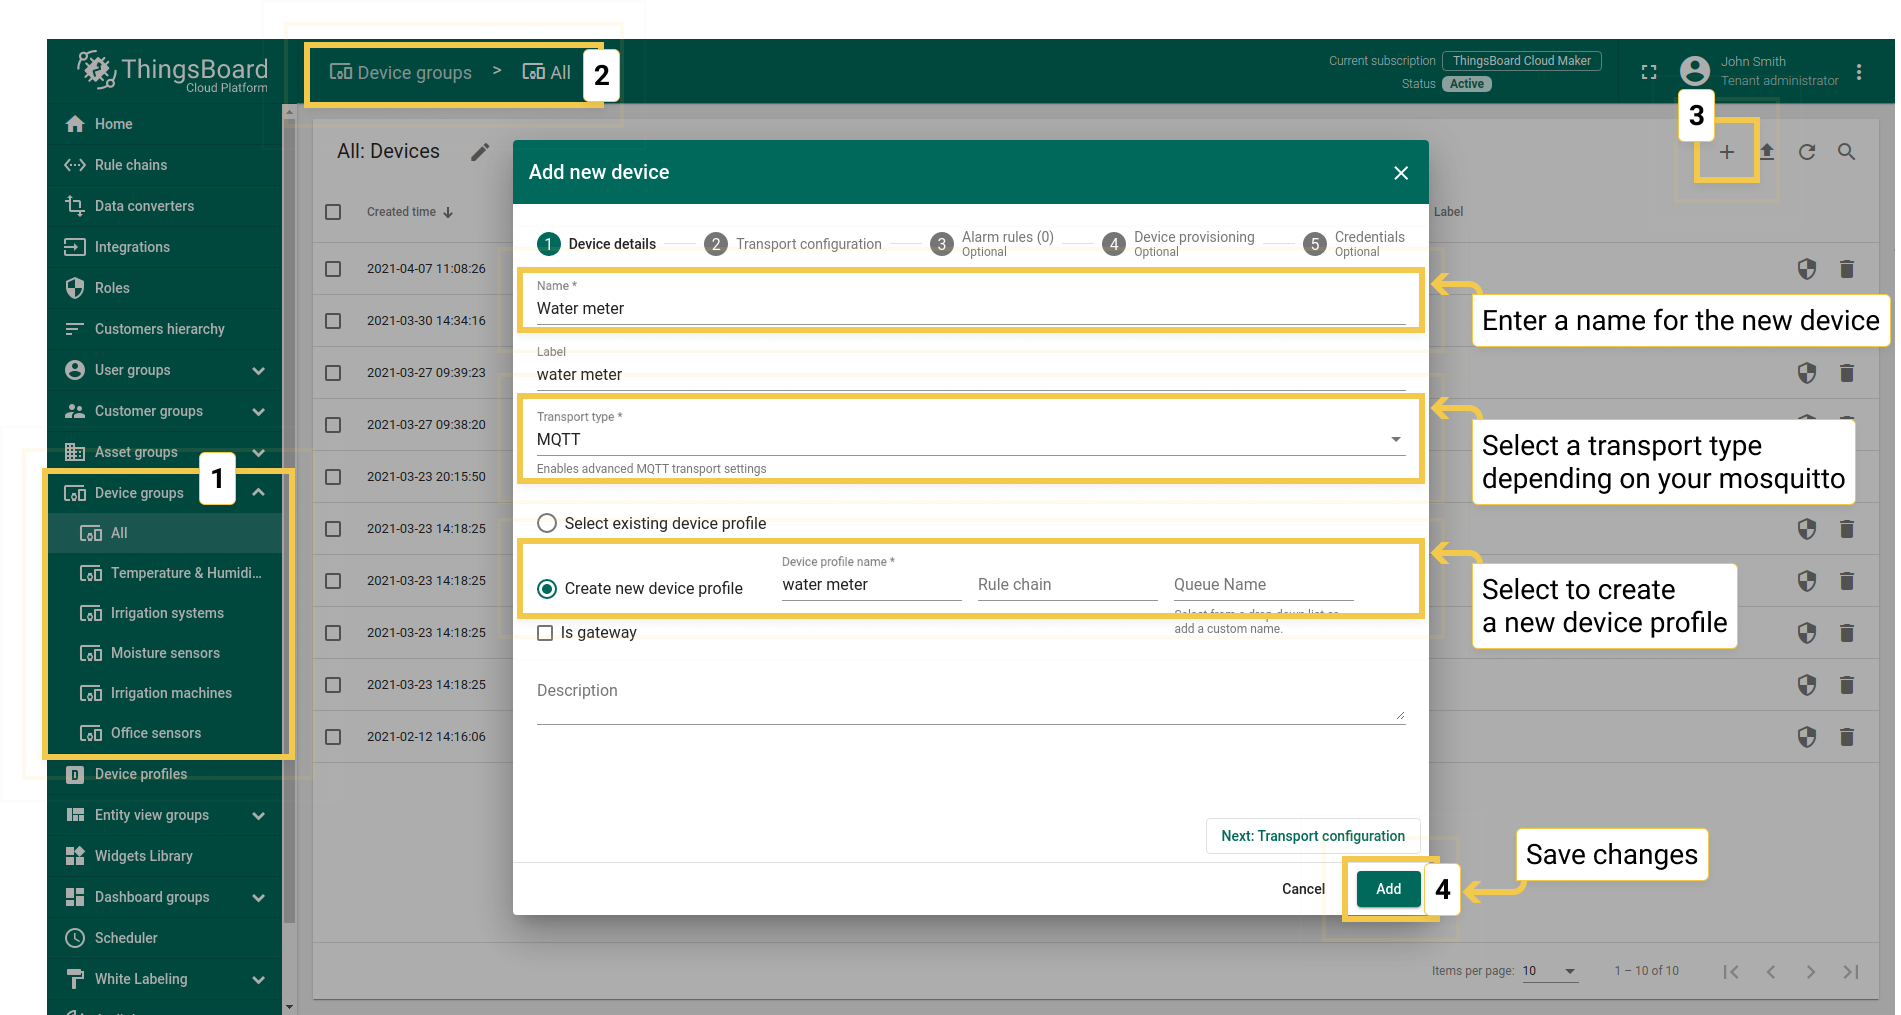 ThingsBoard
Cloud Platform
Device groups > All
2
Current subscription ThingsBoard Cloud Maker
Status Active
John Smith
Tenant administrator
3
Home
Rule chains
Data converters
Integrations
Roles
Customers hierarchy
User groups
Customer groups
Asset groups
1
Device groups
All
Temperature & Humidi...
Irrigation systems
Moisture sensors
Irrigation machines
Office sensors
Device profiles
Entity view groups
Widgets Library
Dashboard groups
Scheduler
White Labeling
All: Devices
Created time
Label
2021-04-07 11:08:26
2021-03-30 14:34:16
2021-03-27 09:39:23
2021-03-27 09:38:20
2021-03-23 20:15:50
2021-03-23 14:18:25
2021-03-23 14:18:25
2021-03-23 14:18:25
2021-03-23 14:18:25
2021-02-12 14:16:06
Add new device
1 Device details
2 Transport configuration
3 Alarm rules (0)
Optional
4 Device provisioning
Optional
5 Credentials
Optional
Name *
Water meter
Label
water meter
Transport type *
MQTT
Enables advanced MQTT transport settings
Select existing device profile
Create new device profile
Device profile name *
water meter
Rule chain
Queue Name
Select from a drop-down list or
add a custom name.
Is gateway
Description
Next: Transport configuration
Cancel
Add
4
Enter a name for the new device
Select a transport type
depending on your mosquitto
Select to create
a new device profile
Save changes
Items per page: 10
1 – 10 of 10